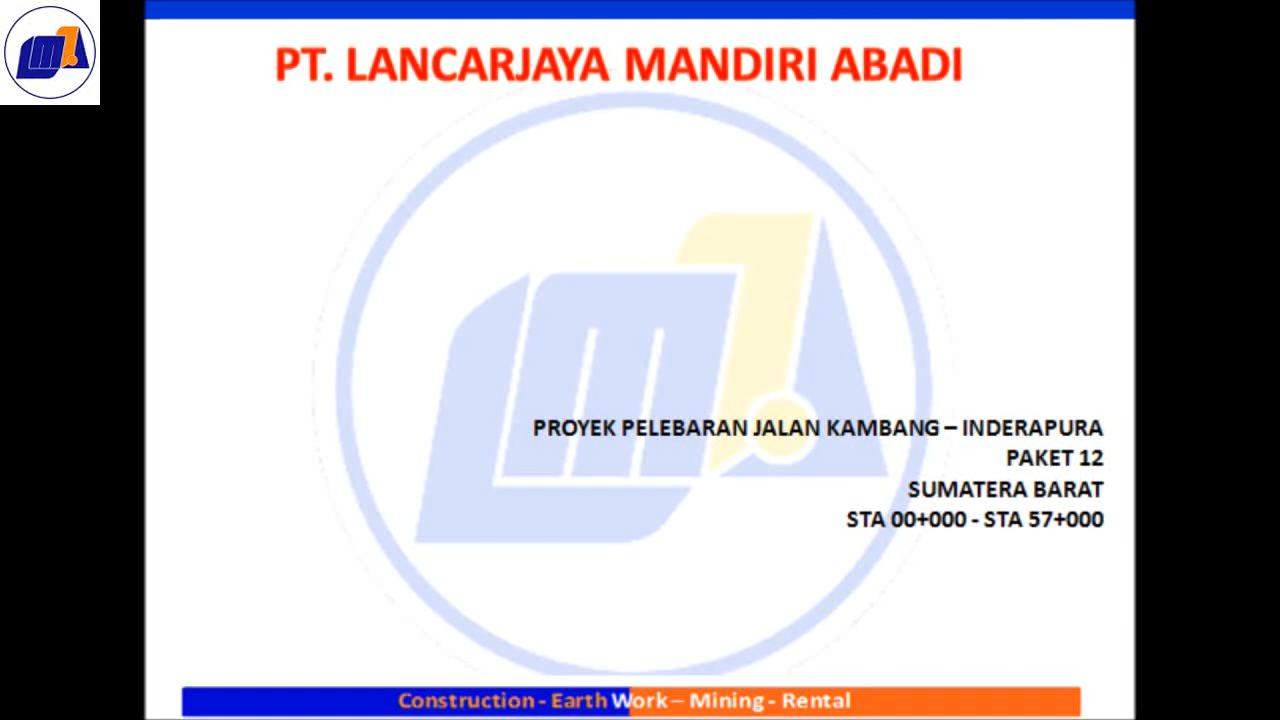 PT. LANCARJAYA MANDIRI ABADI
PROYEK PELEBARAN JALAN KAMBANG – INDERAPURA
PAKET 12
SUMATERA BARAT
STA 00+000 - STA 57+000
Construction - Earth Work – Mining - Rental